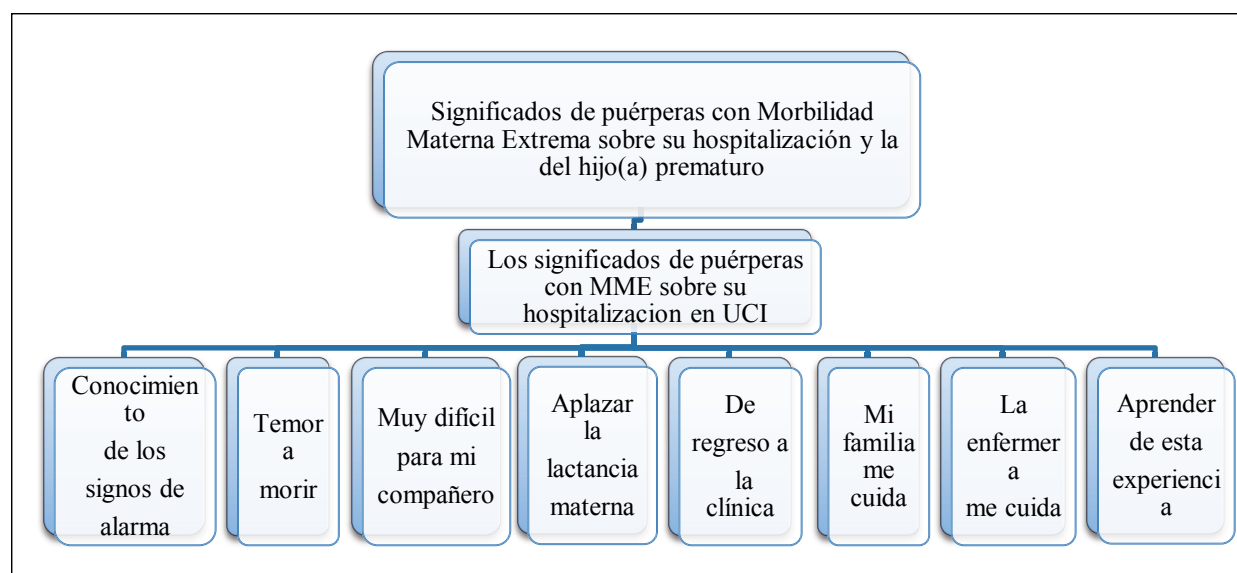 Significados de puérperas con Morbilidad
Materna Extrema sobre su hospitalización y la
del hijo(a) prematuro
Los significados de puérperas
con MME sobre su
hospitalizacion en UCI
Conocimie
nto
de los
signos de
alarma
Temor
a
morir
Muy difícil
para mi
compañero
Aplazar
la
lactancia
materna
De
regreso a
la
clínica
Mi
familia
me
cuida
La
enfermer
a
me cuida
Aprender
de esta
experienci
a